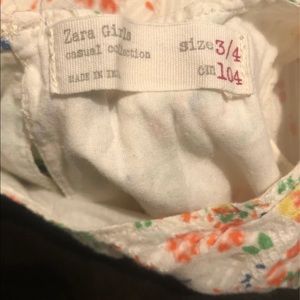 Zara Girls size 3/4
casual collection
MADE IN cm 104